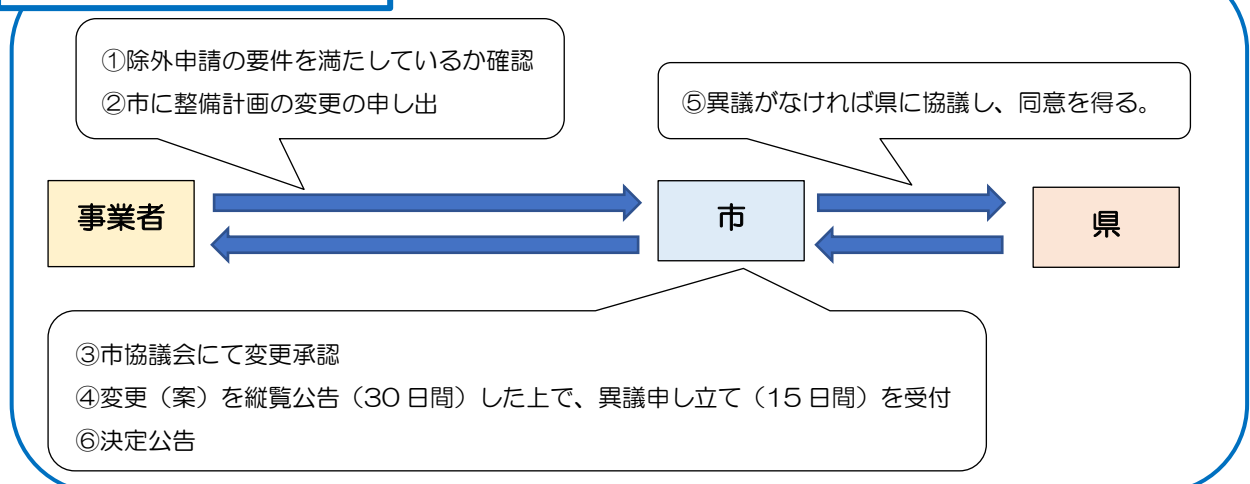 ①除外申請の要件を満たしているか確認
②市に整備計画の変更の申し出
⑤異議がなければ県に協議し、同意を得る。
事業者
市
県
③市協議会にて変更承認
④変更（案）を縦覧公告（30日間）した上で、異議申し立て（15日間）を受付
⑥決定公告